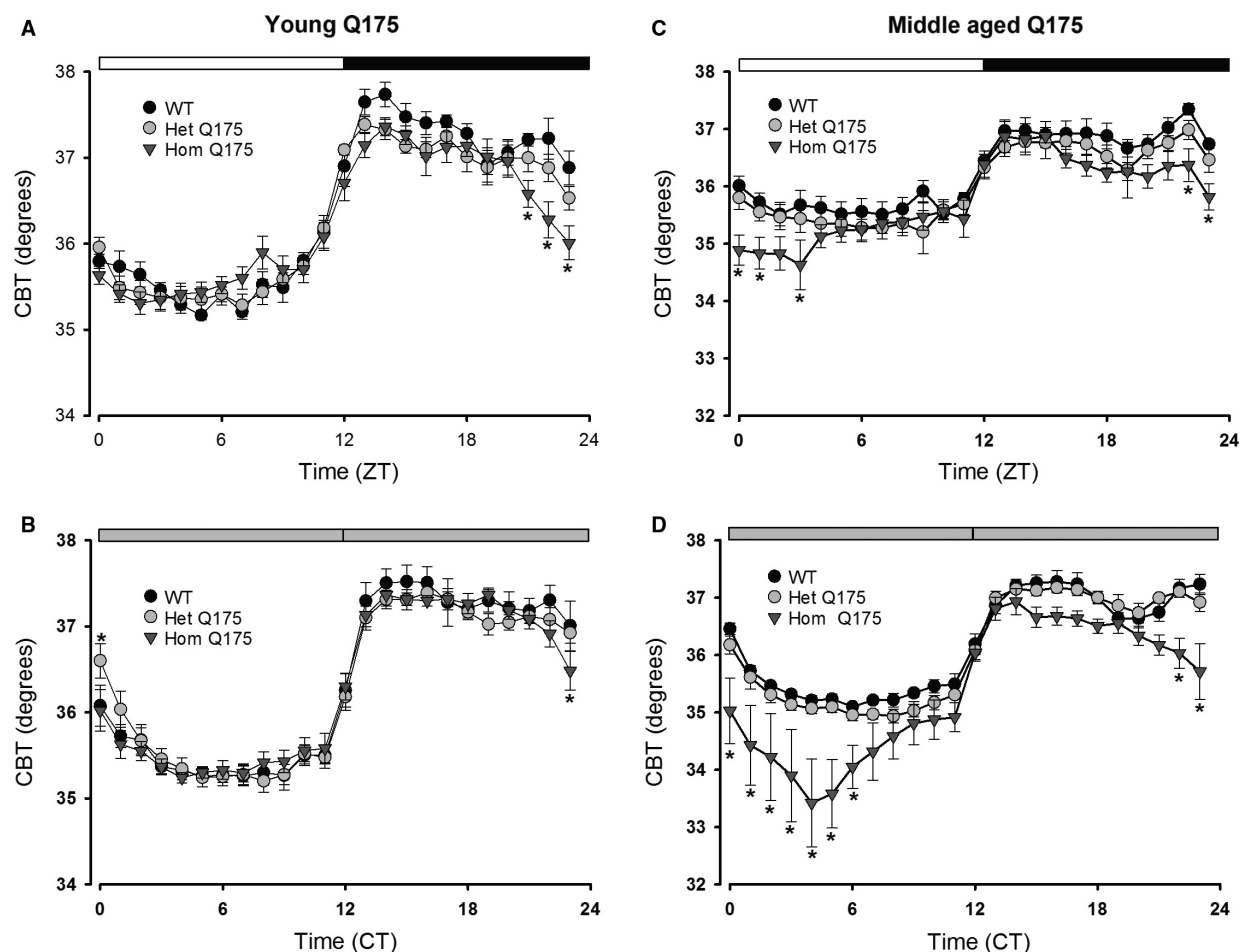 Young Q175
Middle aged Q175
A
38
37
36
35
34
CBT (degrees)
WT
Het Q175
Hom Q175
*
*
*
0
6
12
18
24
Time (ZT)
C
38
37
36
35
34
33
32
CBT (degrees)
WT
Het Q175
Hom Q175
*
*
*
*
*
0
6
12
18
24
Time (ZT)
B
38
37
36
35
34
CBT (degrees)
WT
Het Q175
Hom Q175
*
*
0
6
12
18
24
Time (CT)
D
38
37
36
35
34
33
32
CBT (degrees)
WT
Het Q175
Hom Q175
*
*
*
*
*
*
*
*
*
0
6
12
18
24
Time (CT)